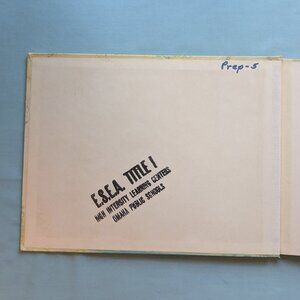 Prep-5
E.S.E.A. TITLE I
HIGH INTENSITY LEARNING CENTERS
OMAHA PUBLIC SCHOOLS